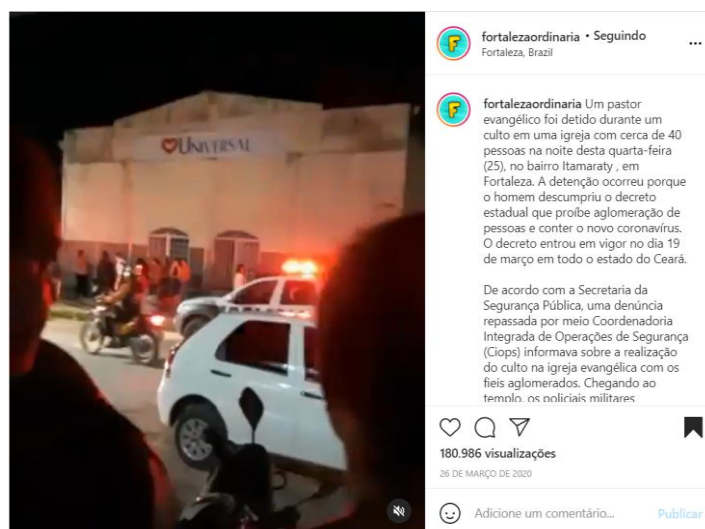 UNIVERSAL
fortalezaordinaria • Seguindo
Fortaleza, Brazil
fortalezaordinaria Um pastor
evangélico foi detido durante um
culto em uma igreja com cerca de 40
pessoas na noite desta quarta-feira
(25), no bairro Itamaraty , em
Fortaleza. A detenção ocorreu porque
o homem descumpriu o decreto
estadual que proíbe aglomeração de
pessoas e conter o novo coronavírus.
O decreto entrou em vigor no dia 19
de março em todo o estado do Ceará.
De acordo com a Secretaria da
Segurança Pública, uma denúncia
repassada por meio Coordenadoria
Integrada de Operações de Segurança
(Ciops) informava sobre a realização
do culto na igreja evangélica com os
fieis aglomerados. Chegando ao
templo, os policiais militares
180.986 visualizações
26 DE MARÇO DE 2020
Adicione um comentário... Publicar